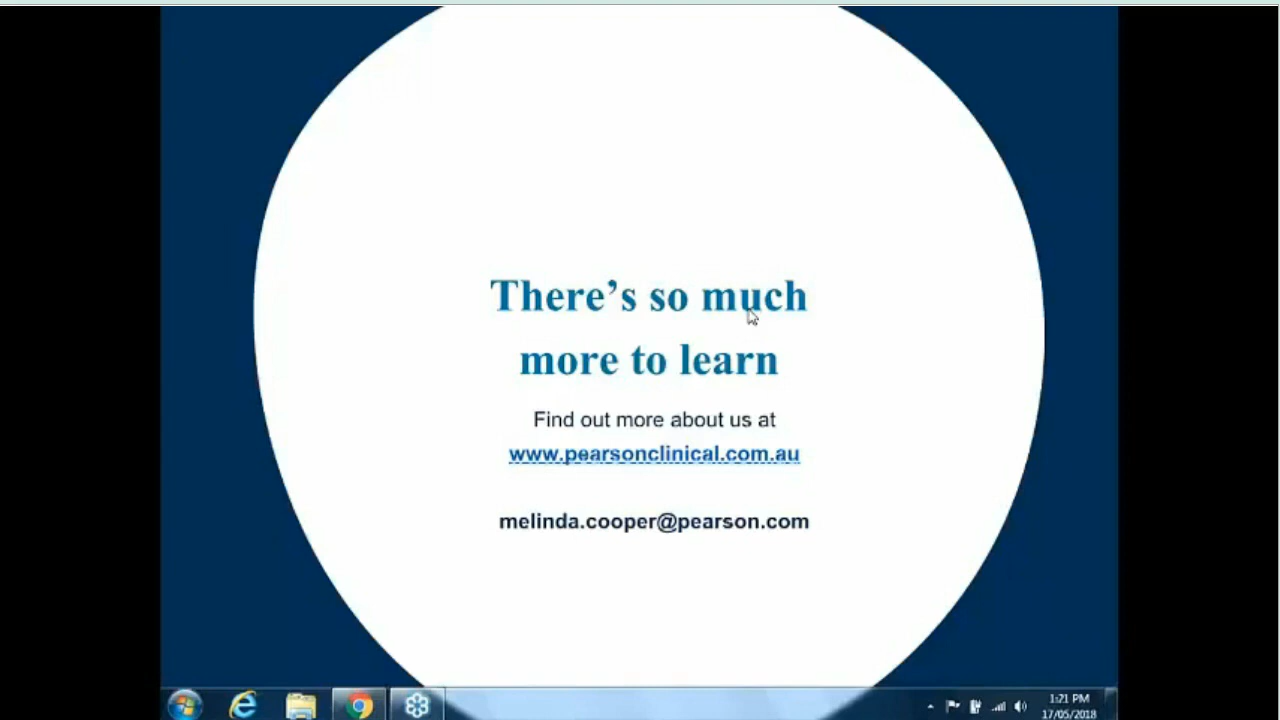 There’s so much
more to learn
Find out more about us at
www.pearsonclinical.com.au
melinda.cooper@pearson.com
1:21 PM
17/05/2018